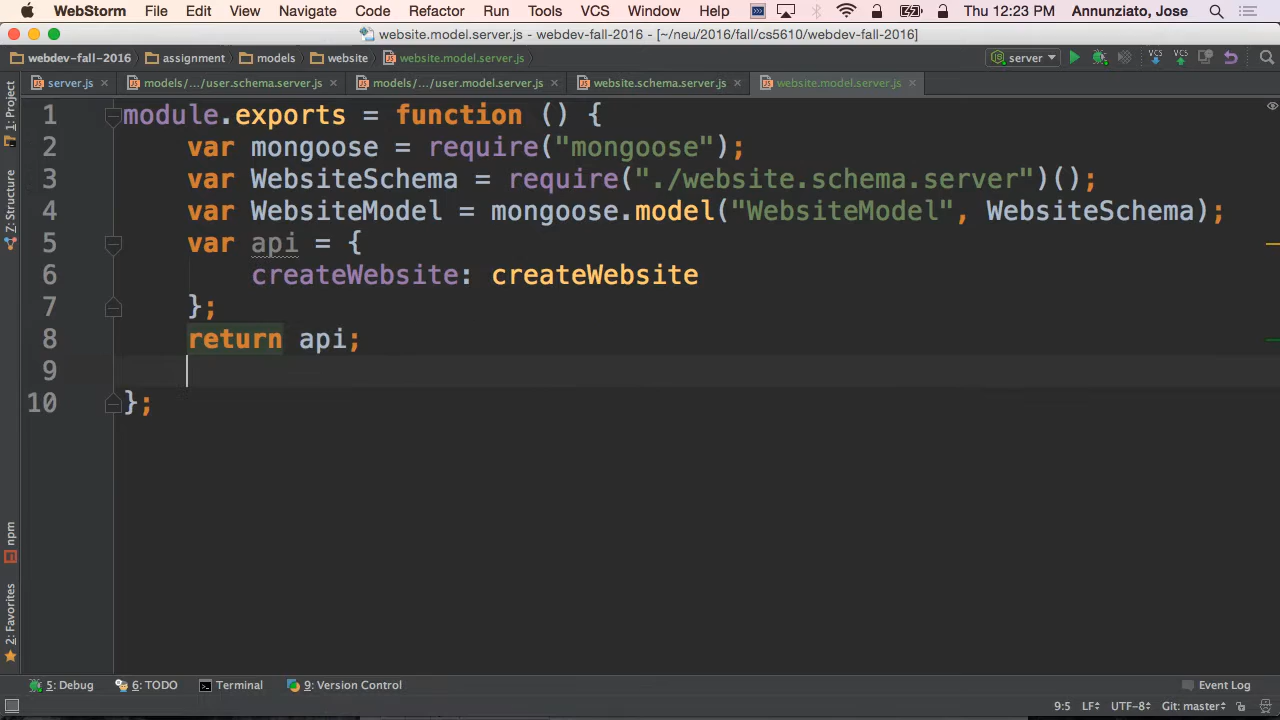 WebStorm File Edit View Navigate Code Refactor Run Tools VCS Window Help Thu 12:23 PM Annunziato, Jose
website.model.server.js - webdev-fall-2016 - [~/neu/2016/fall/cs5610/webdev-fall-2016]
webdev-fall-2016 assignment models website website.model.server.js server
server.js models/.../user.schema.server.js models/.../user.model.server.js website.schema.server.js website.model.server.js
1: Project
Z: Structure
npm
2: Favorites
1 module.exports = function () {
2 var mongoose = require("mongoose");
3 var WebsiteSchema = require("./website.schema.server")();
4 var WebsiteModel = mongoose.model("WebsiteModel", WebsiteSchema);
5 var api = {
6 createWebsite: createWebsite
7 };
8 return api;
9
10 };
5: Debug 6: TODO Terminal 9: Version Control Event Log
9:5 LF UTF-8 Git: master